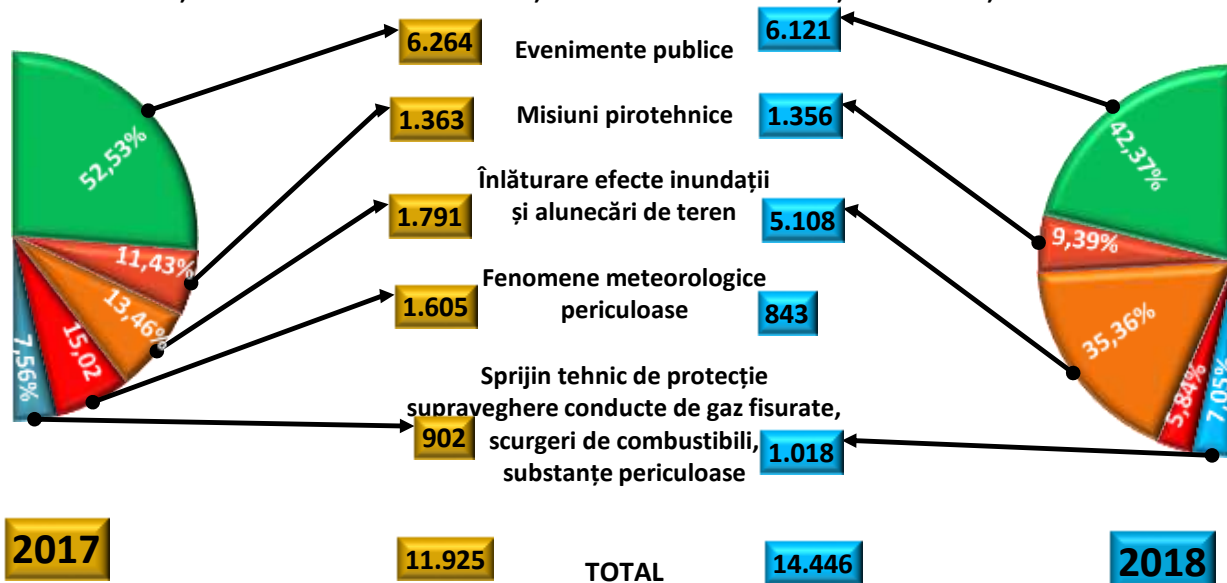 6.264
Evenimente publice
6.121
1.363
Misiuni pirotehnice
1.356
Înlăturare efecte inundații
și alunecări de teren
1.791
5.108
Fenomene meteorologice
periculoase
1.605
843
Sprijin tehnic de protecție
supraveghere conducte de gaz fisurate,
scurgeri de combustibili,
substanțe periculoase
902
1.018
52,53%
11,43%
13,46%
15,02
7,56%
42,37%
9,39%
35,36%
5,84%
7,05%
2017
11.925
TOTAL
14.446
2018